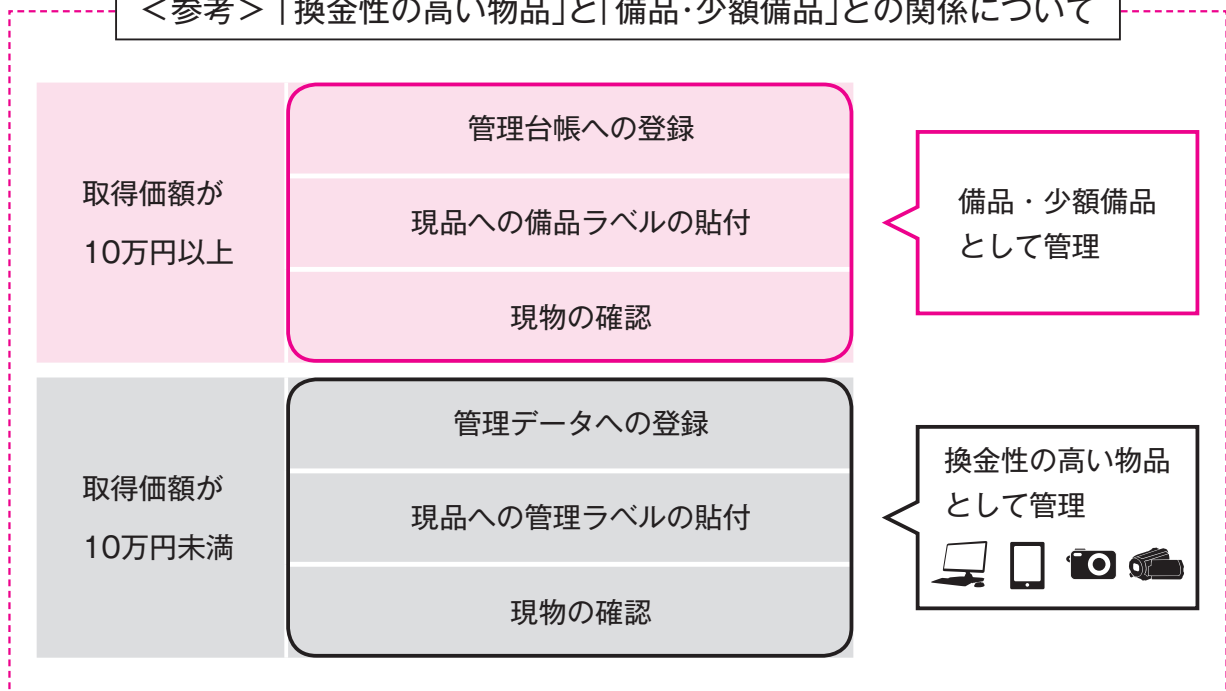 ＜参考＞「換金性の高い物品」と「備品・少額備品」との関係について
取得価額が
10万円以上
管理台帳への登録
現品への備品ラベルの貼付
現物の確認
備品・少額備品
として管理
取得価額が
10万円未満
管理データへの登録
現品への管理ラベルの貼付
現物の確認
換金性の高い物品
として管理